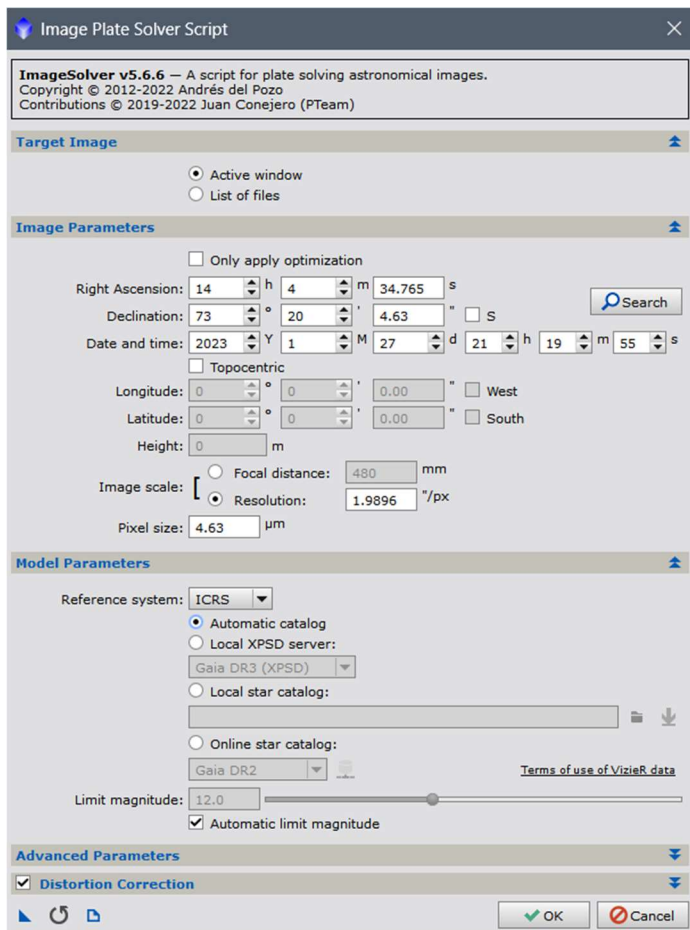 Image Plate Solver Script
ImageSolver v5.6.6 — A script for plate solving astronomical images.
Copyright © 2012-2022 Andrés del Pozo
Contributions © 2019-2022 Juan Conejero (PTeam)
Target Image
Active window
List of files
Image Parameters
Only apply optimization
Right Ascension: 14 h 4 m 34.765 s
Search
Declination: 73 ° 20 ' 4.63 " S
Date and time: 2023 Y 1 M 27 d 21 h 19 m 55 s
Topocentric
Longitude: 0 ° 0 ' 0.00 " West
Latitude: 0 ° 0 ' 0.00 " South
Height: 0 m
Image scale: [ Focal distance: 480 mm
Resolution: 1.9896 "/px
Pixel size: 4.63 µm
Model Parameters
Reference system: ICRS
Automatic catalog
Local XPSD server:
Gaia DR3 (XPSD)
Local star catalog:
Online star catalog:
Gaia DR2 Terms of use of VizieR data
Limit magnitude: 12.0
Automatic limit magnitude
Advanced Parameters
Distortion Correction
OK Cancel